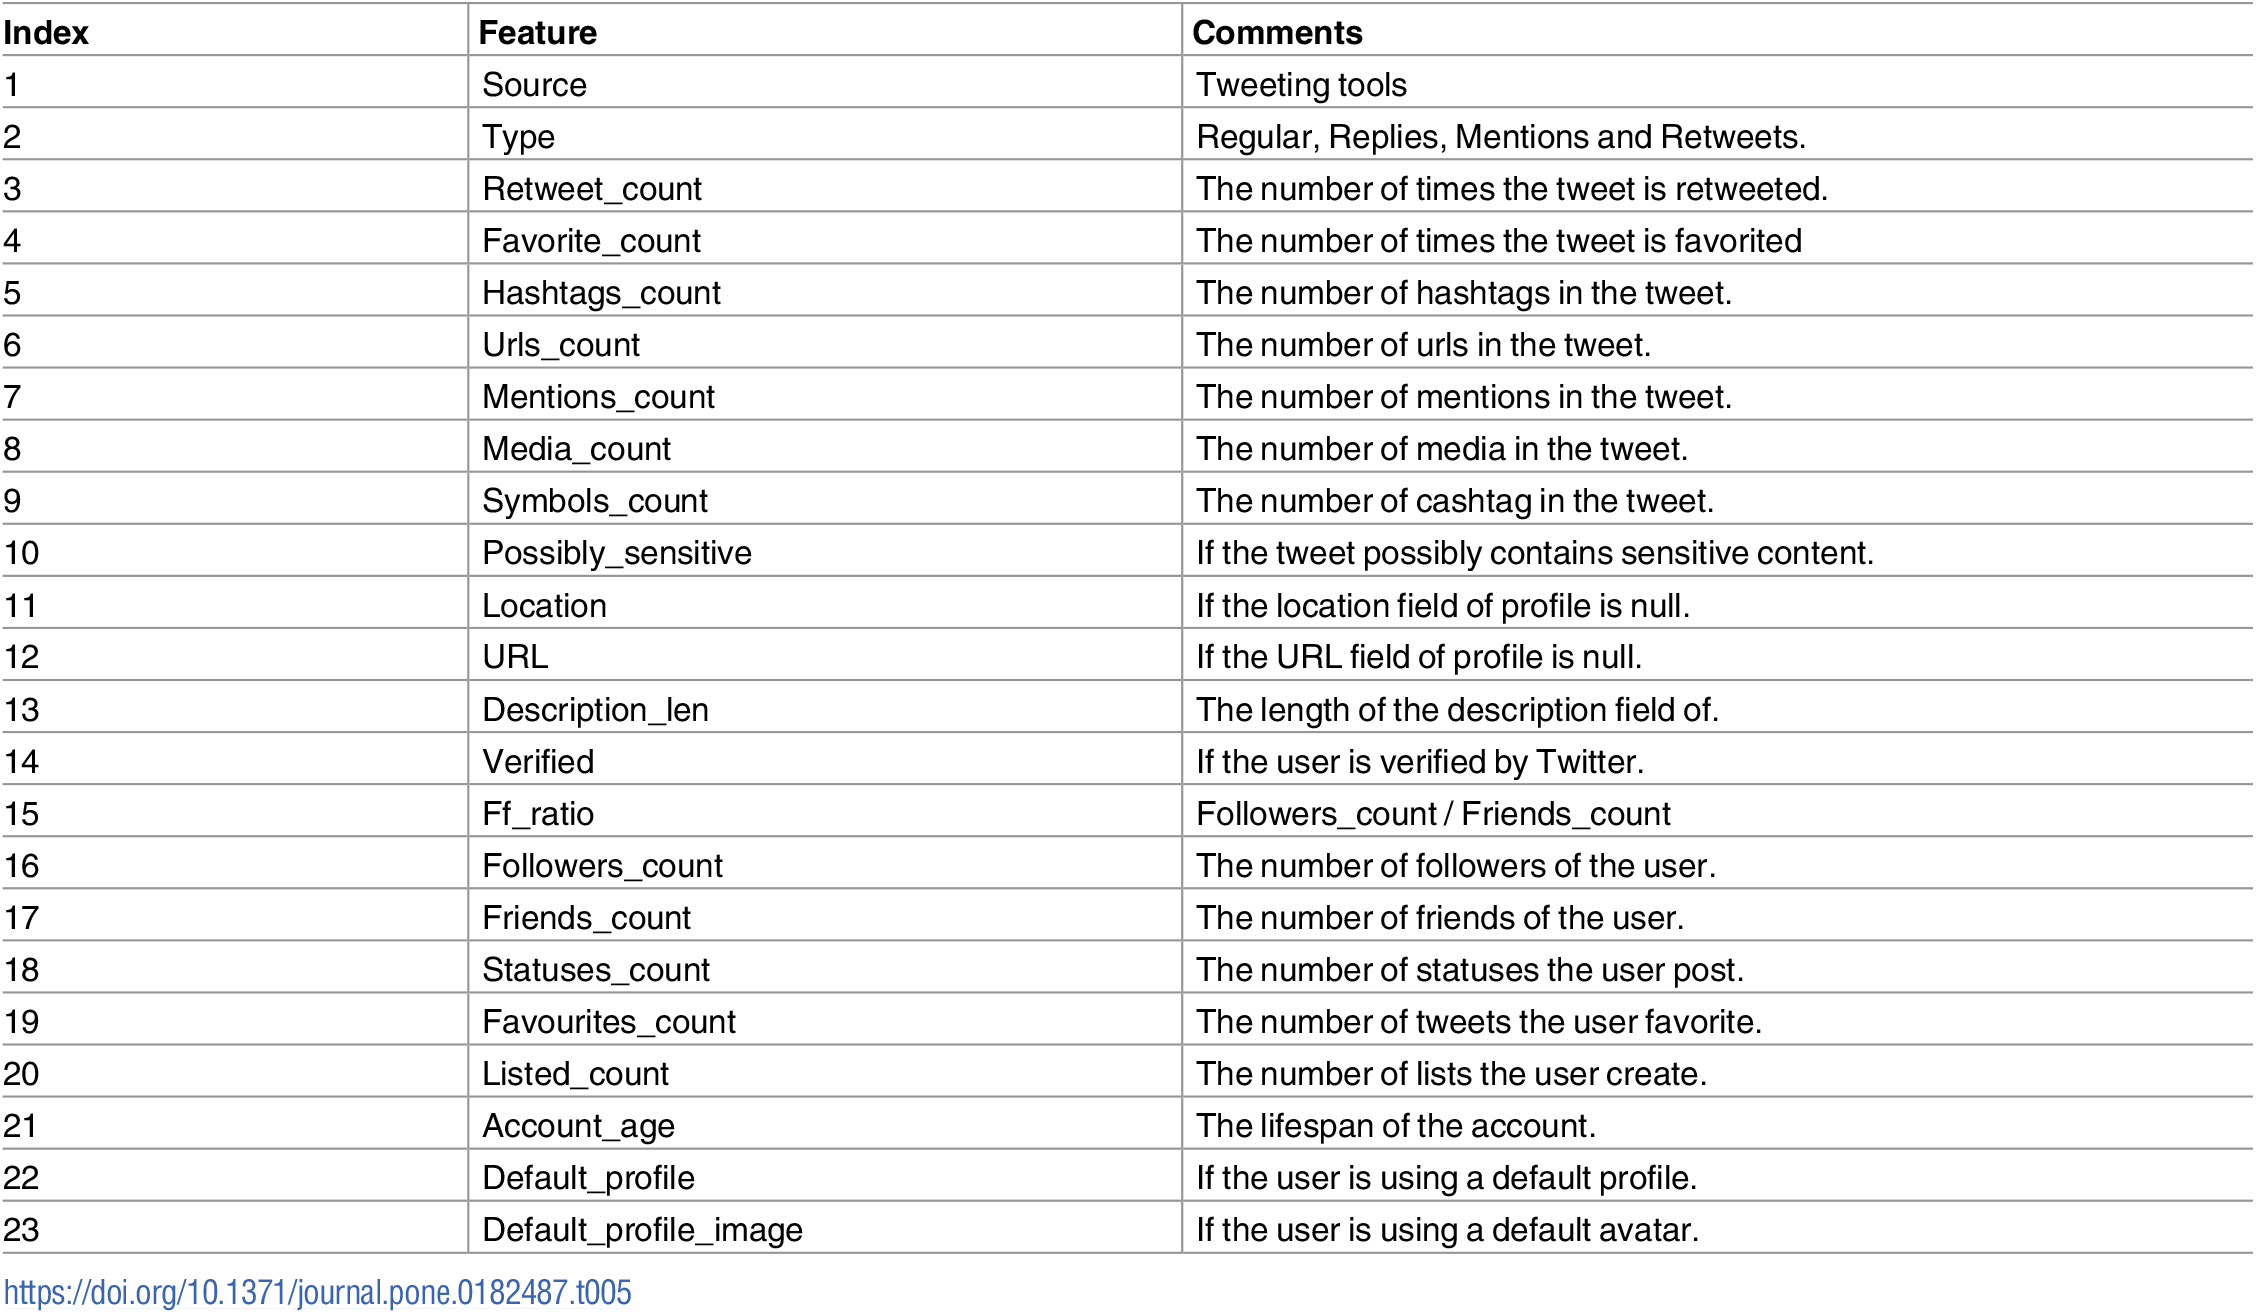 Index Feature Comments
1 Source Tweeting tools
2 Type Regular, Replies, Mentions and Retweets.
3 Retweet_count The number of times the tweet is retweeted.
4 Favorite_count The number of times the tweet is favorited
5 Hashtags_count The number of hashtags in the tweet.
6 Urls_count The number of urls in the tweet.
7 Mentions_count The number of mentions in the tweet.
8 Media_count The number of media in the tweet.
9 Symbols_count The number of cashtag in the tweet.
10 Possibly_sensitive If the tweet possibly contains sensitive content.
11 Location If the location field of profile is null.
12 URL If the URL field of profile is null.
13 Description_len The length of the description field of.
14 Verified If the user is verified by Twitter.
15 Ff_ratio Followers_count / Friends_count
16 Followers_count The number of followers of the user.
17 Friends_count The number of friends of the user.
18 Statuses_count The number of statuses the user post.
19 Favourites_count The number of tweets the user favorite.
20 Listed_count The number of lists the user create.
21 Account_age The lifespan of the account.
22 Default_profile If the user is using a default profile.
23 Default_profile_image If the user is using a default avatar.
https://doi.org/10.1371/journal.pone.0182487.t005